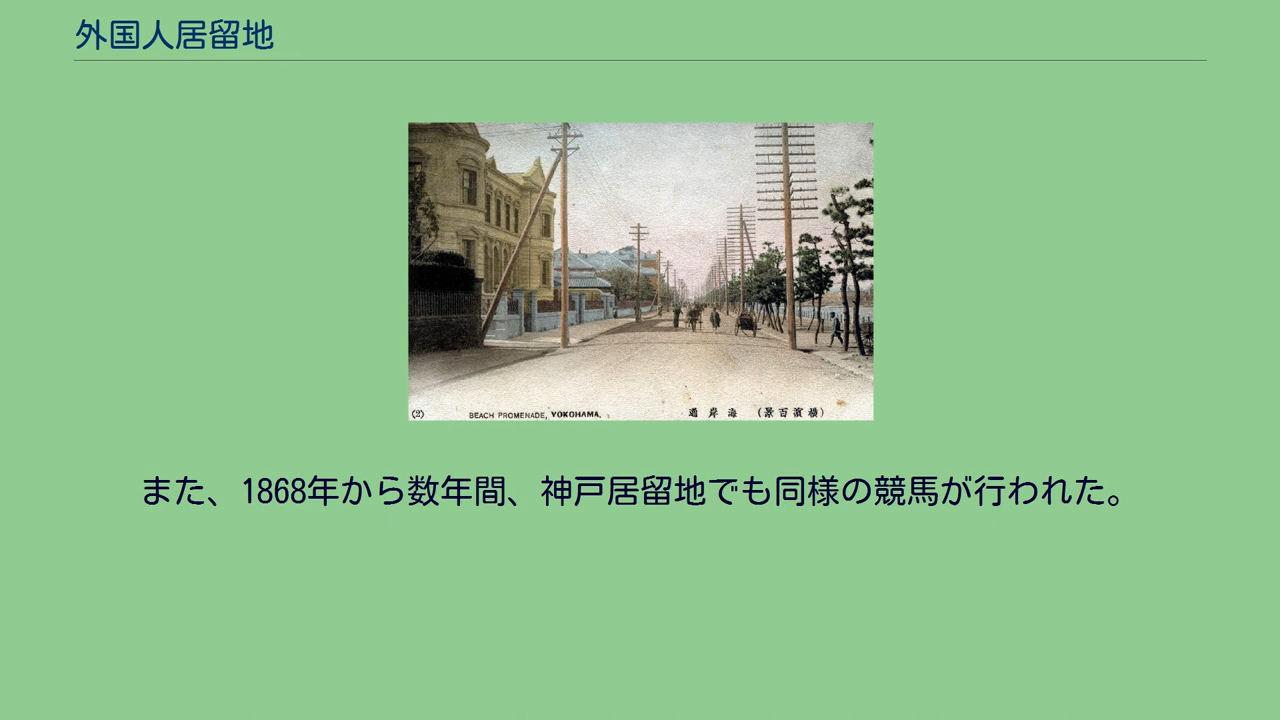 外国人居留地
(2) BEACH PROMENADE, YOKOHAMA. 通岸海 (景百濱横)
また、1868年から数年間、神戸居留地でも同様の競馬が行われた。